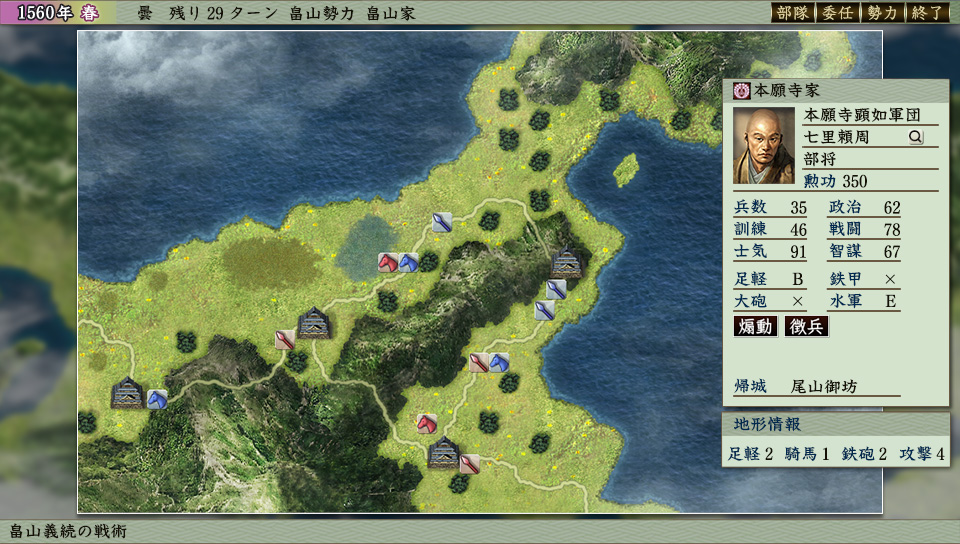 1560年 春 曇 残り 29 ターン 畠山勢力 畠山家 部隊 委任 勢力 終了
本願寺家
本願寺顕如軍団
七里頼周
部将
勲功 350
兵数 35 政治 62
訓練 46 戦闘 78
士気 91 智謀 67
足軽 B 鉄甲 ×
大砲 × 水軍 E
煽動 徴兵
帰城 尾山御坊
地形情報
足軽 2 騎馬 1 鉄砲 2 攻撃 4
畠山義続の戦術